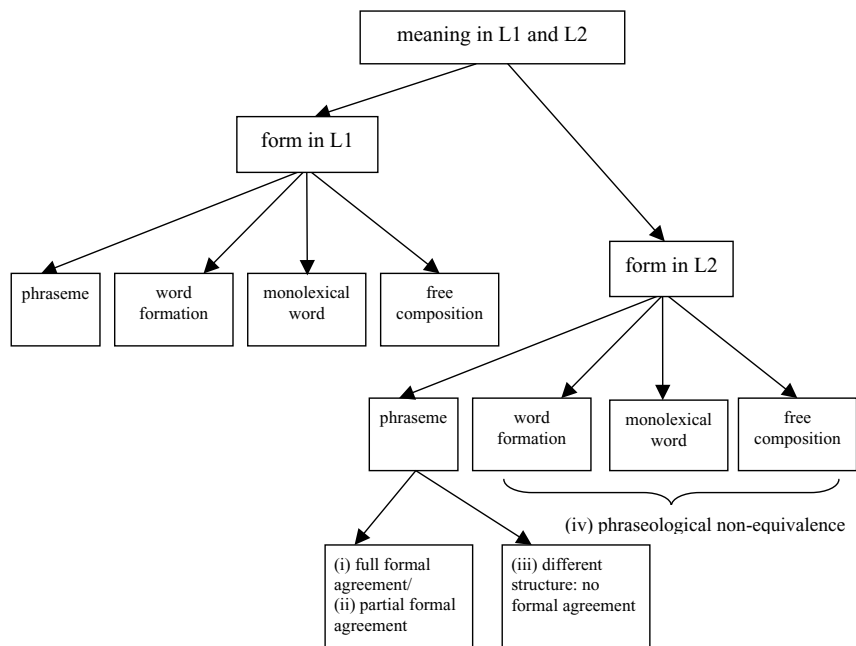 meaning in L1 and L2
form in L1
phraseme
word
formation
monolexical
word
free
composition
form in L2
phraseme
word
formation
monolexical
word
free
composition
(iv) phraseological non-equivalence
(i) full formal
agreement/
(ii) partial formal
agreement
(iii) different
structure: no
formal agreement